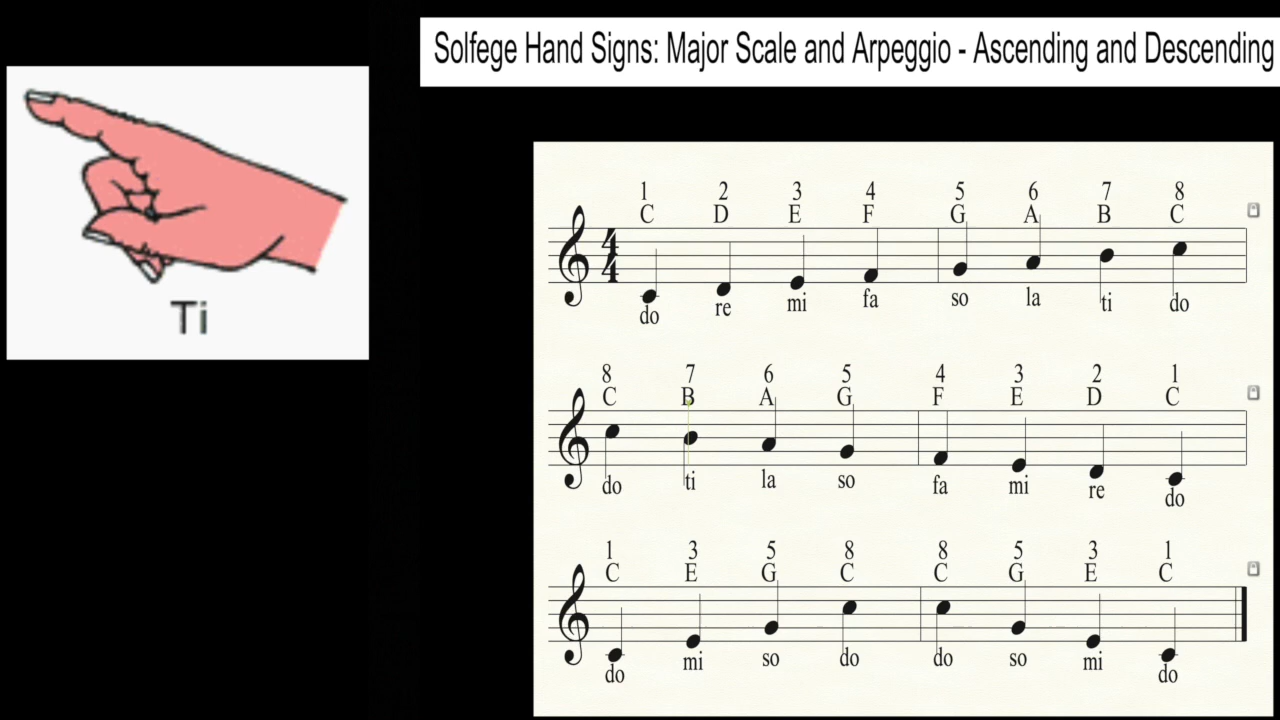 Solfege Hand Signs: Major Scale and Arpeggio - Ascending and Descending
Ti
1 2 3 4 5 6 7 8
C D E F G A B C
4
4
do re mi fa so la ti do
8 7 6 5 4 3 2 1
C B A G F E D C
do ti la so fa mi re do
1 3 5 8 8 5 3 1
C E G C C G E C
do mi so do do so mi do